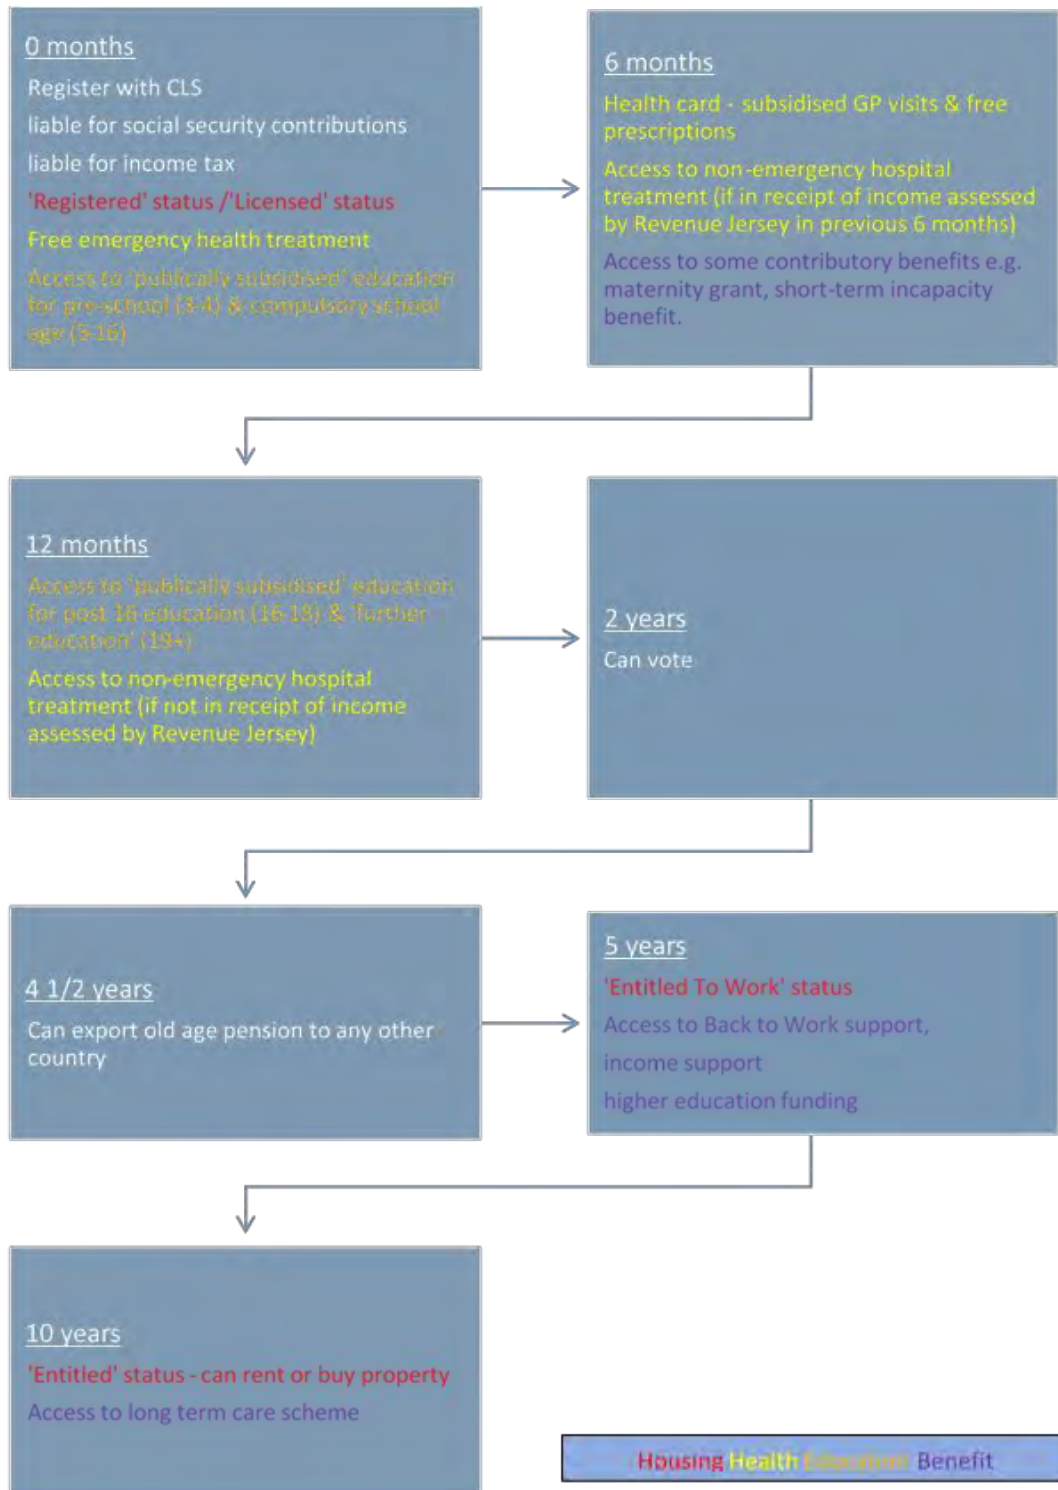 0 months
Register with CLS
liable for social security contributions
liable for income tax
'Registered' status /'Licensed' status
Free emergency health treatment
Access to 'publically subsidised' education
for pre-school (3-4) & compulsory school
age (5-16)
6 months
Health card - subsidised GP visits & free
prescriptions
Access to non-emergency hospital
treatment (if in receipt of income assessed
by Revenue Jersey in previous 6 months)
Access to some contributory benefits e.g.
maternity grant, short-term incapacity
benefit.
12 months
Access to 'publically subsidised' education
for post 16 education (16-18) & 'further
education' (19+)
Access to non-emergency hospital
treatment (if not in receipt of income
assessed by Revenue Jersey)
2 years
Can vote
4 1/2 years
Can export old age pension to any other
country
5 years
'Entitled To Work' status
Access to Back to Work support,
income support
higher education funding
10 years
'Entitled' status - can rent or buy property
Access to long term care scheme
Housing Health Education Benefit